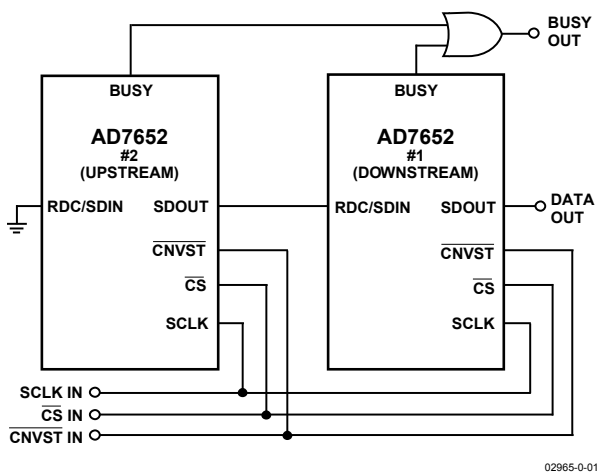 BUSY
OUT
BUSY
BUSY
AD7652
#2
(UPSTREAM)
AD7652
#1
(DOWNSTREAM)
RDC/SDIN SDOUT
RDC/SDIN SDOUT
DATA
OUT
CNVST
CNVST
CS
CS
SCLK
SCLK
SCLK IN
CS IN
CNVST IN
02965-0-01